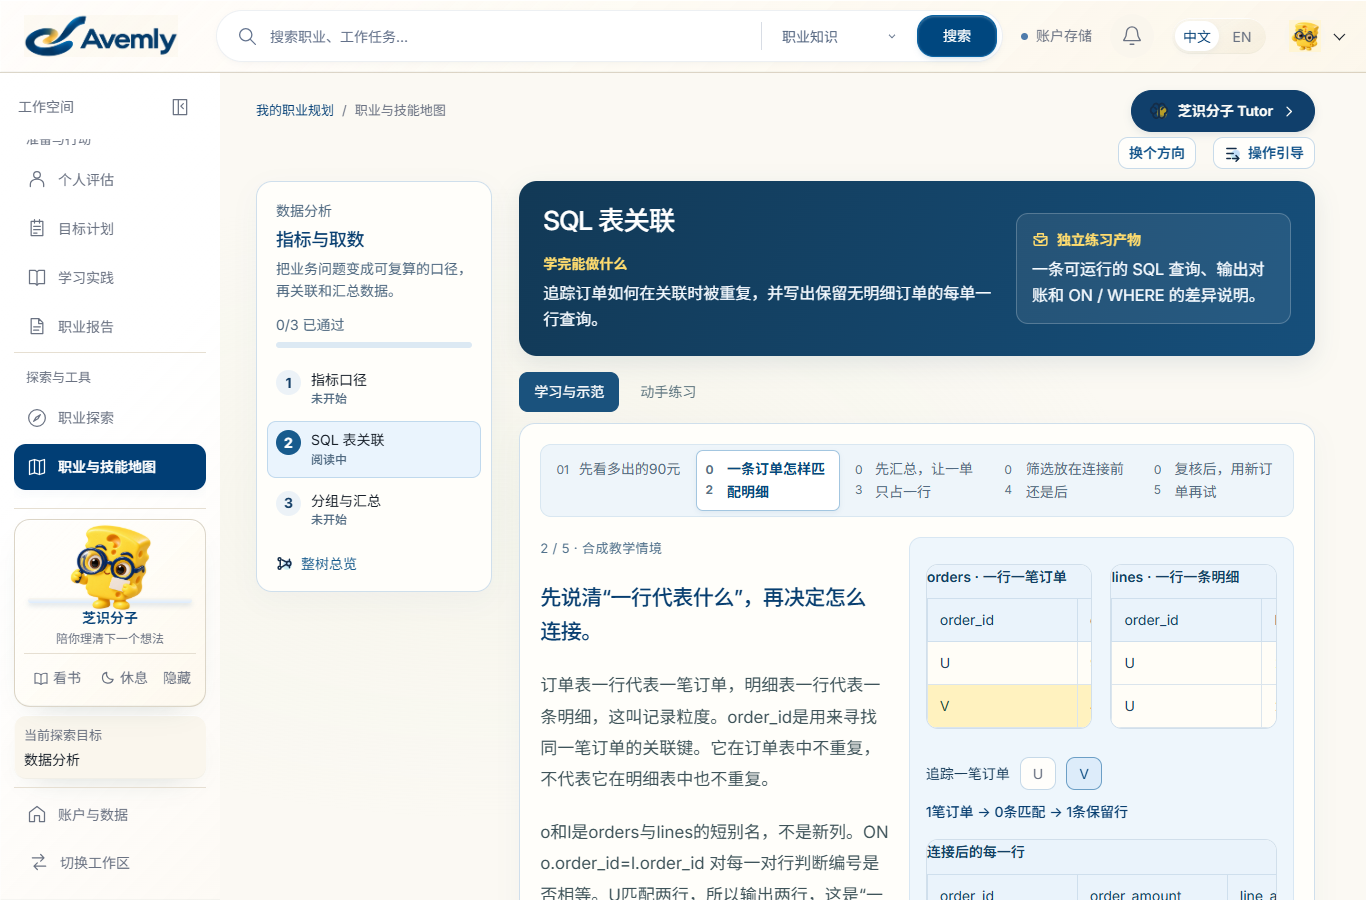 Avemly
搜索职业、工作任务...
职业知识
搜索
账户存储
中文
EN
工作空间
准备与行动
个人评估
目标计划
学习实践
职业报告
探索与工具
职业探索
职业与技能地图
芝识分子
陪你理清下一个想法
看书
休息
隐藏
当前探索目标
数据分析
账户与数据
切换工作区
我的职业规划 / 职业与技能地图
芝识分子 Tutor
换个方向
操作引导
数据分析
指标与取数
把业务问题变成可复算的口径，
再关联和汇总数据。
0/3 已通过
1 指标口径
未开始
2 SQL 表关联
阅读中
3 分组与汇总
未开始
整树总览
SQL 表关联
学完能做什么
追踪订单如何在关联时被重复，并写出保留无明细订单的每单一
行查询。
独立练习产物
一条可运行的 SQL 查询、输出对
账和 ON / WHERE 的差异说明。
学习与示范
动手练习
01 先看多出的90元
02 一条订单怎样匹
配明细
03 先汇总，让一单
只占一行
04 筛选放在连接前
还是后
05 复核后，用新订
单再试
2 / 5 · 合成教学情境
先说清“一行代表什么”，再决定怎么
连接。
订单表一行代表一笔订单，明细表一行代表一
条明细，这叫记录粒度。order_id是用来寻找
同一笔订单的关联键。它在订单表中不重复，
不代表它在明细表中也不重复。
o和l是orders与lines的短别名，不是新列。ON
o.order_id=l.order_id 对每一对行判断编号是
否相等。U匹配两行，所以输出两行，这是“一
orders · 一行一笔订单
order_id
U
V
lines · 一行一条明细
order_id
U
U
追踪一笔订单
U
V
1笔订单 → 0条匹配 → 1条保留行
连接后的每一行
order_id
order_amount
line_a